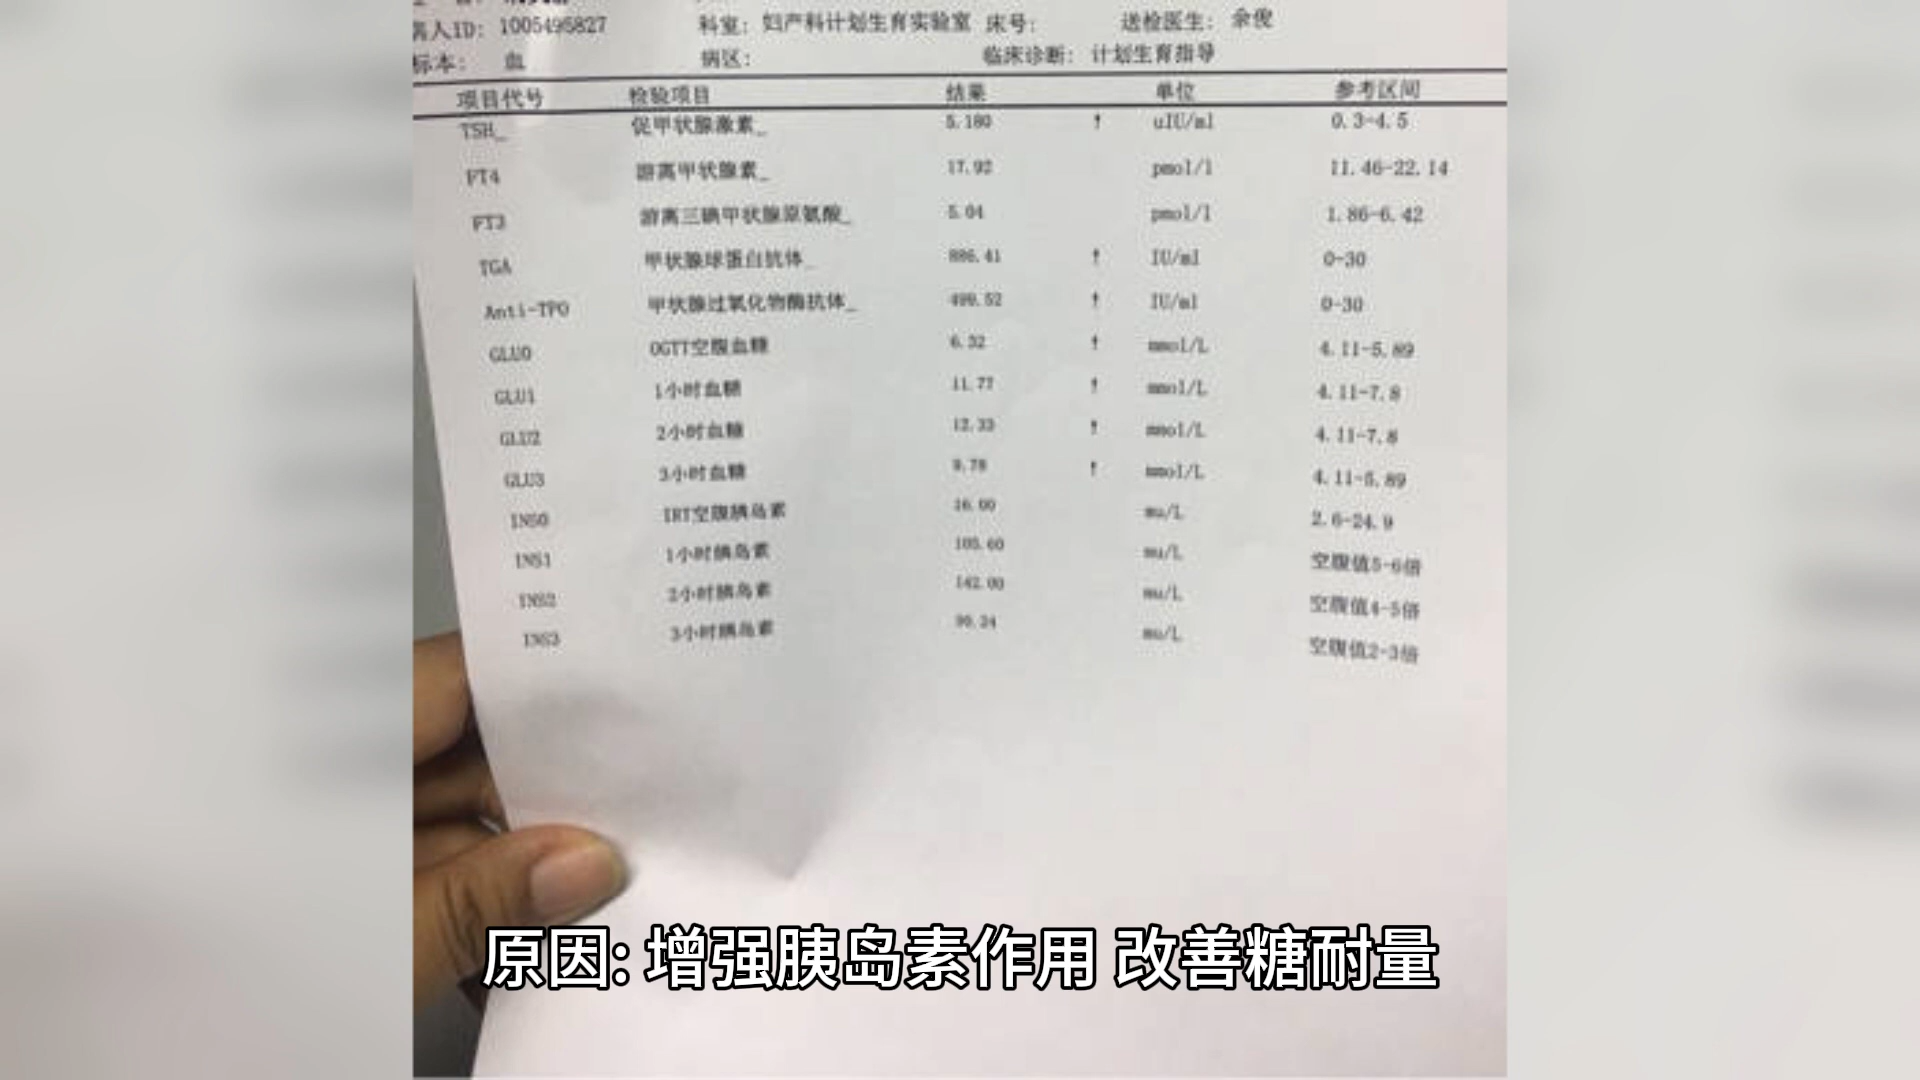 病人ID: 1005495827 科室: 妇产科计划生育实验室 床号: 送检医生: 余俊
标本: 血 病区: 临床诊断: 计划生育指导
项目代号 检验项目 结果 单位 参考区间
TSH_ 促甲状腺激素_ 5.180 ↑ uIU/ml 0.3-4.5
FT4 游离甲状腺素_ 17.92 pmol/l 11.46-22.14
FT3 游离三碘甲状腺原氨酸_ 5.04 pmol/l 1.86-6.42
TGA 甲状腺球蛋白抗体_ 886.41 ↑ IU/ml 0-30
Anti-TPO 甲状腺过氧化物酶抗体_ 499.52 ↑ IU/ml 0-30
GLU0 OGTT空腹血糖 6.32 ↑ mmol/L 4.11-5.89
GLU1 1小时血糖 11.77 ↑ mmol/L 4.11-7.8
GLU2 2小时血糖 12.33 ↑ mmol/L 4.11-7.8
GLU3 3小时血糖 9.78 ↑ mmol/L 4.11-5.89
INS0 IRT空腹胰岛素 26.00 mu/L 2.6-24.9
INS1 1小时胰岛素 105.60 mu/L 空腹值5-6倍
INS2 2小时胰岛素 142.00 mu/L 空腹值4-5倍
INS3 3小时胰岛素 90.24 mu/L 空腹值2-3倍
原因: 增强胰岛素作用 改善糖耐量